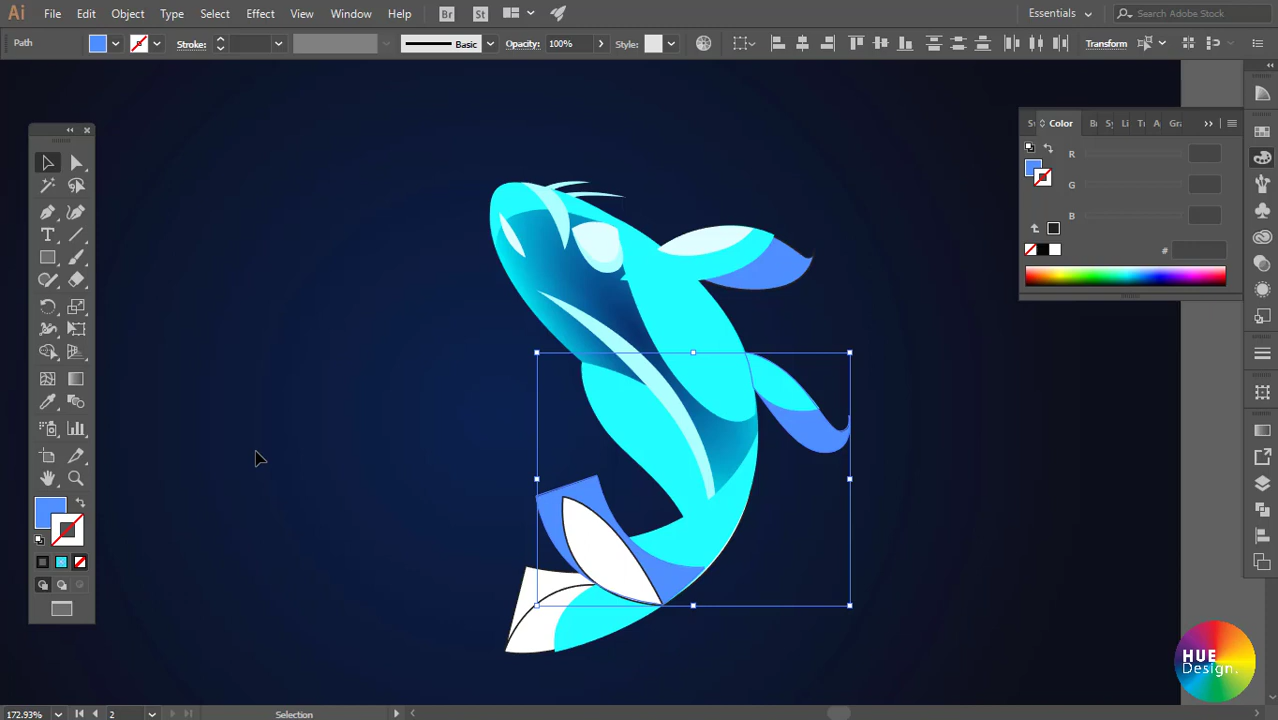 Ai File Edit Object Type Select Effect View Window Help Br St Essentials Search Adobe Stock
Path Stroke: Basic Opacity: 100% Style: Transform
Color
R
G
B
#
T
HUE
Design.
172.93% 2 Selection